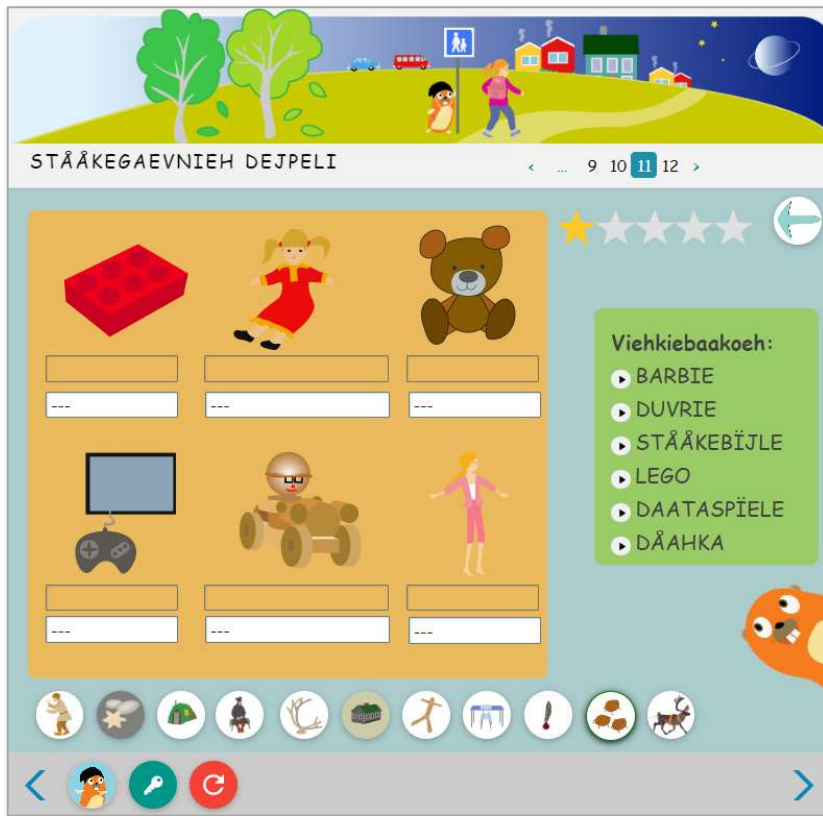 STÅÅKEGAEVNIEH DEJPELI
‹ ... 9 10 11 12 ›
---
---
---
---
---
---
Viehkiebaakoeh:
BARBIE
DUVRIE
STÅÅKEBÏJLE
LEGO
DAATASPÏELE
DÅAHKA